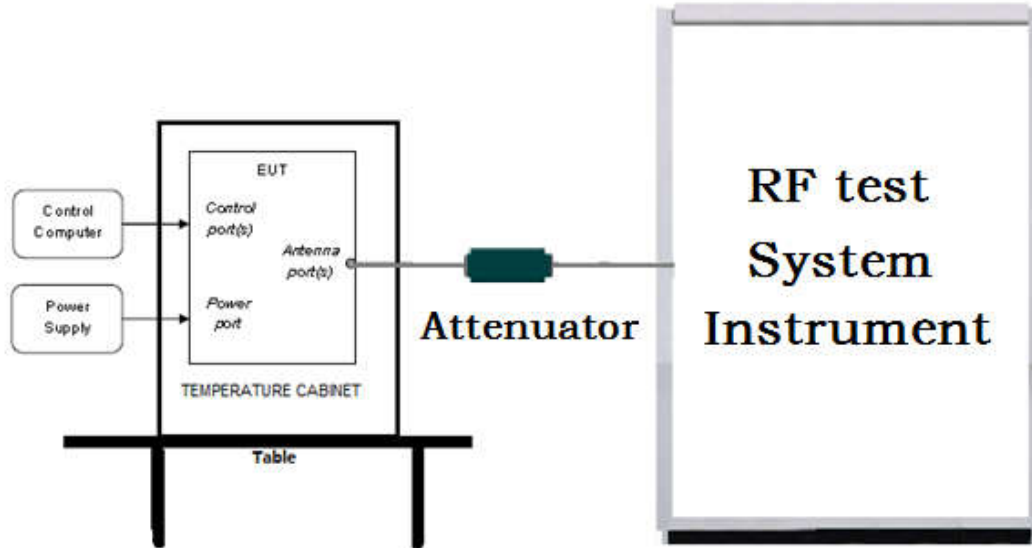 Control
Computer
Power
Supply
EUT
Control
port(s)
Antenna
port(s)
Power
port
TEMPERATURE CABINET
Table
Attenuator
RF test
System
Instrument